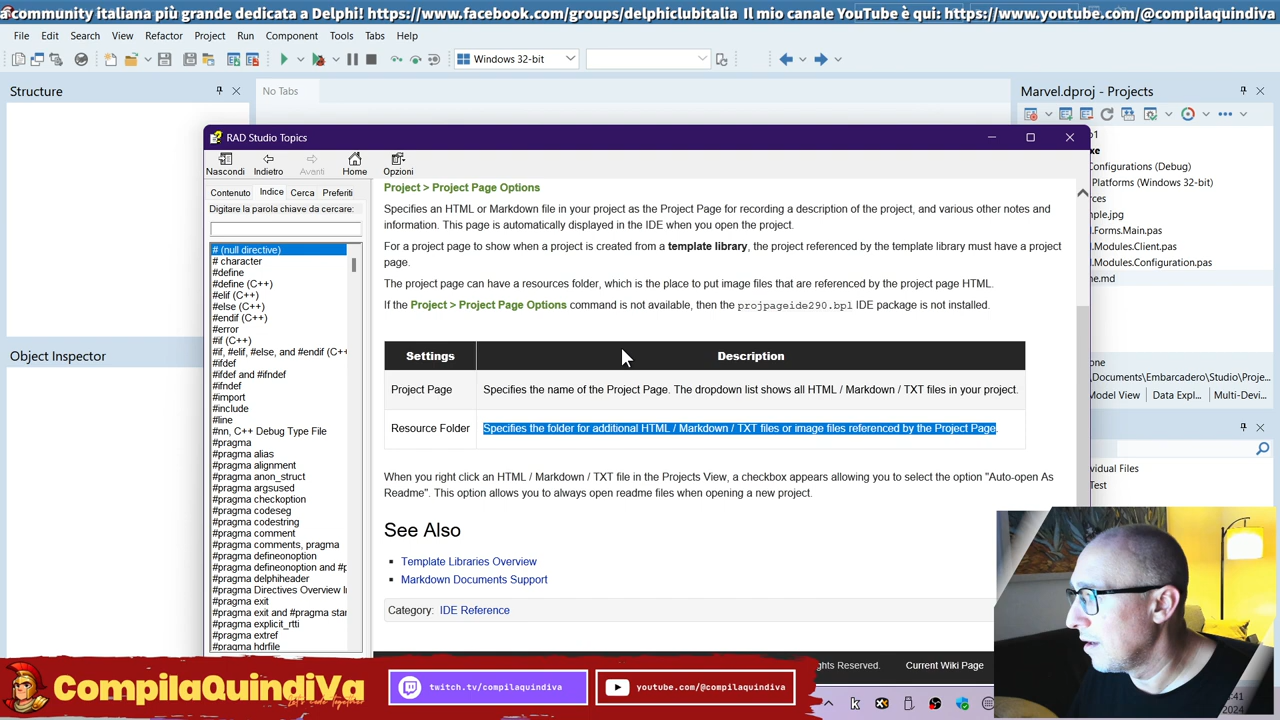 a community italiana più grande dedicata a Delphi! https://www.facebook.com/groups/delphiclubitalia Il mio canale YouTube è qui: https://www.youtube.com/@compilaquindiva
File Edit Search View Refactor Project Run Component Tools Tabs Help
Windows 32-bit
Structure
No Tabs
Marvel.dproj - Projects
RAD Studio Topics
Nascondi Indietro Avanti Home Opzioni
Contenuto Indice Cerca Preferiti
Digitare la parola chiave da cercare:
# (null directive)
# character
#define
#define (C++)
#elif (C++)
#else (C++)
#endif (C++)
#error
#if (C++)
#if, #elif, #else, and #endif (C++
#ifdef
#ifdef and #ifndef
#ifndef
#import
#include
#line
#nn, C++ Debug Type File
#pragma
#pragma alias
#pragma alignment
#pragma anon_struct
#pragma argsused
#pragma checkoption
#pragma codeseg
#pragma codestring
#pragma comment
#pragma comments, pragma
#pragma defineonoption
#pragma defineonoption and #p
#pragma delphiheader
#pragma Directives Overview I
#pragma exit
#pragma exit and #pragma star
#pragma explicit_rtti
#pragma extref
#pragma hdrfile
Project > Project Page Options
Specifies an HTML or Markdown file in your project as the Project Page for recording a description of the project, and various other notes and
information. This page is automatically displayed in the IDE when you open the project.
For a project page to show when a project is created from a template library, the project referenced by the template library must have a project
page.
The project page can have a resources folder, which is the place to put image files that are referenced by the project page HTML.
If the Project > Project Page Options command is not available, then the projpageide290.bpl IDE package is not installed.
Settings Description
Project Page Specifies the name of the Project Page. The dropdown list shows all HTML / Markdown / TXT files in your project.
Resource Folder Specifies the folder for additional HTML / Markdown / TXT files or image files referenced by the Project Page.
When you right click an HTML / Markdown / TXT file in the Projects View, a checkbox appears allowing you to select the option "Auto-open As
Readme". This option allows you to always open readme files when opening a new project.
See Also
Template Libraries Overview
Markdown Documents Support
Category: IDE Reference
ghts Reserved. Current Wiki Page
p1
xe
onfigurations (Debug)
Platforms (Windows 32-bit)
rces
mple.jpg
.Forms.Main.pas
.Modules.Client.pas
.Modules.Configuration.pas
me.md
one
\Documents\Embarcadero\Studio\Proje...
Model View Data Expl... Multi-Devi...
vidual Files
Test
Object Inspector
CompilaQuindiVa
Let's code Together
twitch.tv/compilaquindiva
youtube.com/@compilaquindiva
:41
2024